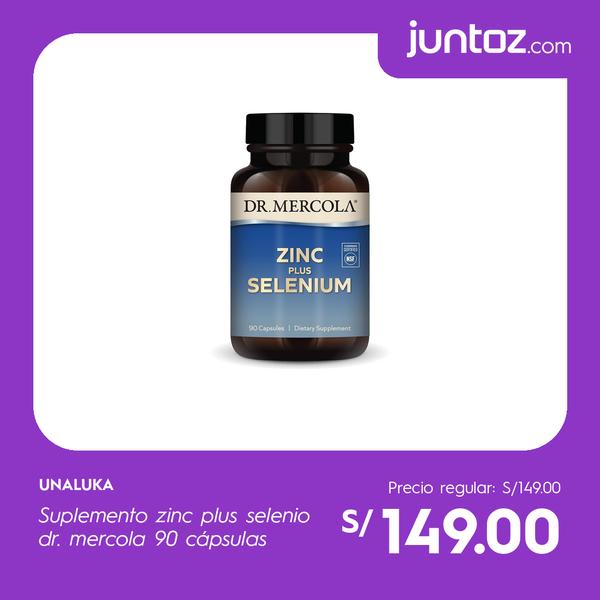 juntoz.com
DR. MERCOLA®
ZINC
PLUS
SELENIUM
NSF
90 Capsules | Dietary Supplement
UNALUKA
Suplemento zinc plus selenio
dr. mercola 90 cápsulas
Precio regular: S/149.00
S/ 149.00